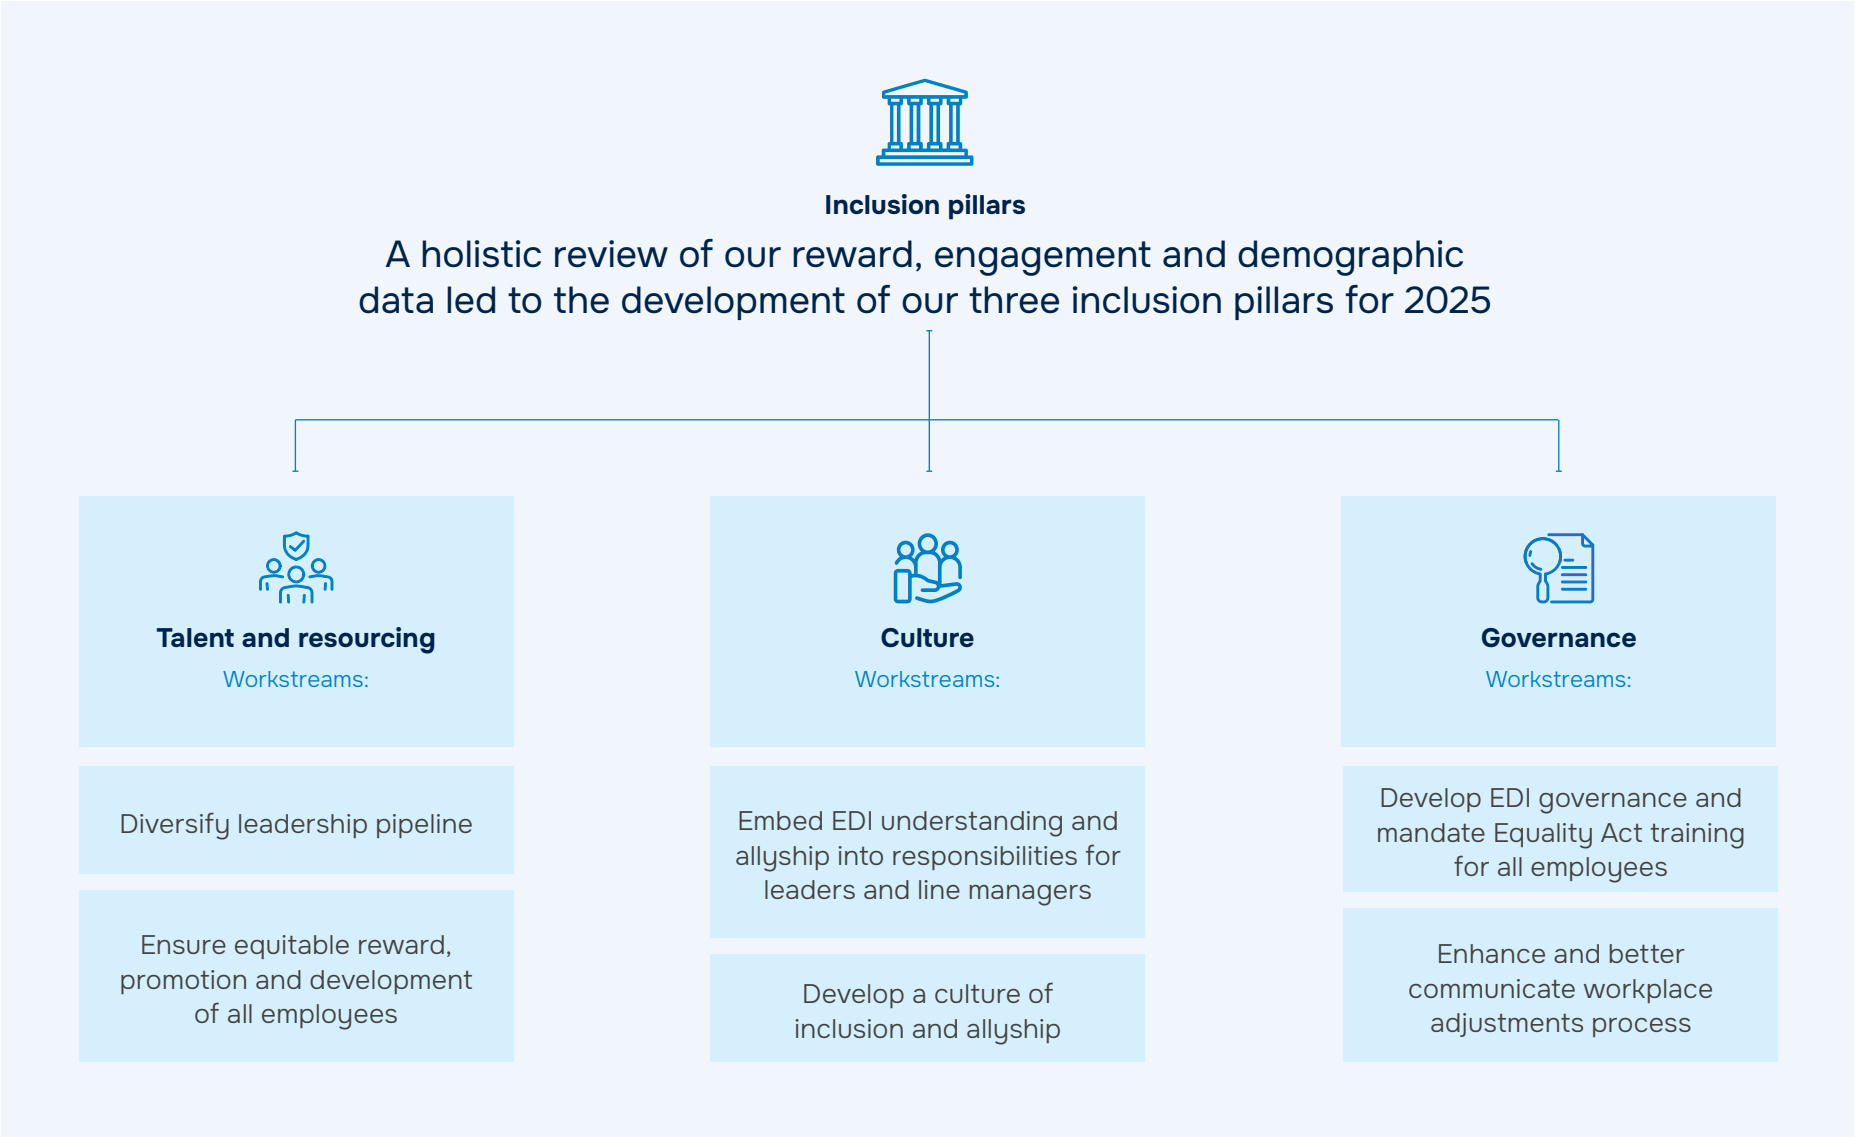 Inclusion pillars
A holistic review of our reward, engagement and demographic
data led to the development of our three inclusion pillars for 2025
Talent and resourcing
Workstreams:
Diversify leadership pipeline
Ensure equitable reward,
promotion and development
of all employees
Culture
Workstreams:
Embed EDI understanding and
allyship into responsibilities for
leaders and line managers
Develop a culture of
inclusion and allyship
Governance
Workstreams:
Develop EDI governance and
mandate Equality Act training
for all employees
Enhance and better
communicate workplace
adjustments process